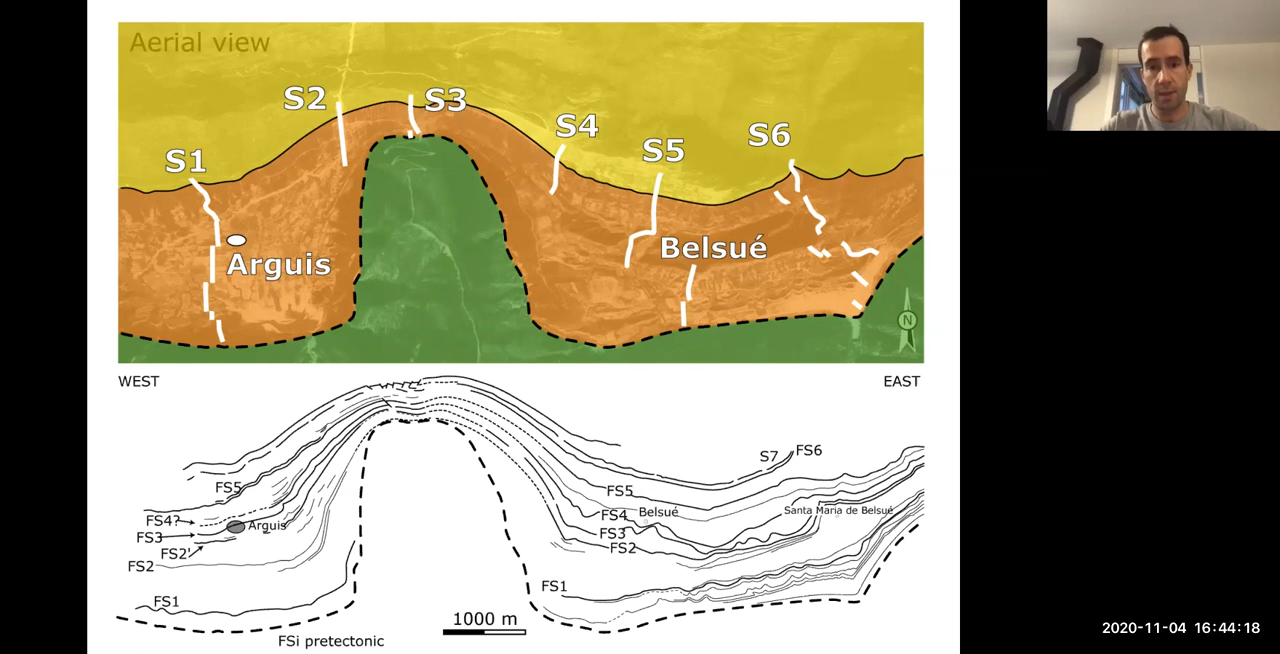 Aerial view
S2
S3
S4
S5
S6
S1
Belsué
Arguis
N
WEST
EAST
FS6
S7
FS5
FS5
FS4
Belsué
Santa Maria de Belsué
FS4?
Arguis
FS3
FS3
FS2'
FS2
FS2
FS1
FS1
1000 m
FSi pretectonic
2020-11-04 16:44:18